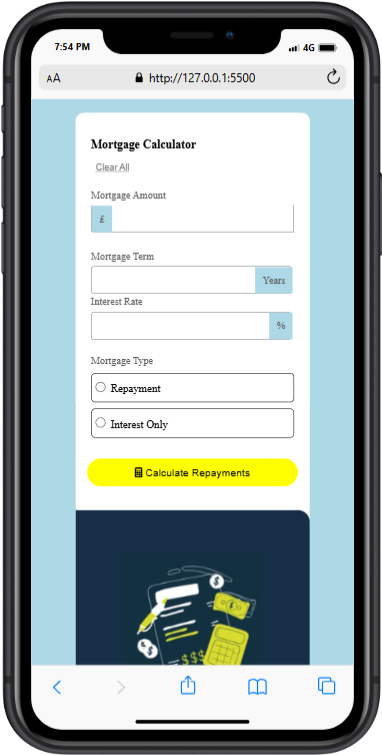 7:54 PM
4G
AA
http://127.0.0.1:5500
Mortgage Calculator
Clear All
Mortgage Amount
£
Mortgage Term
Years
Interest Rate
%
Mortgage Type
Repayment
Interest Only
Calculate Repayments
$
$
$$$